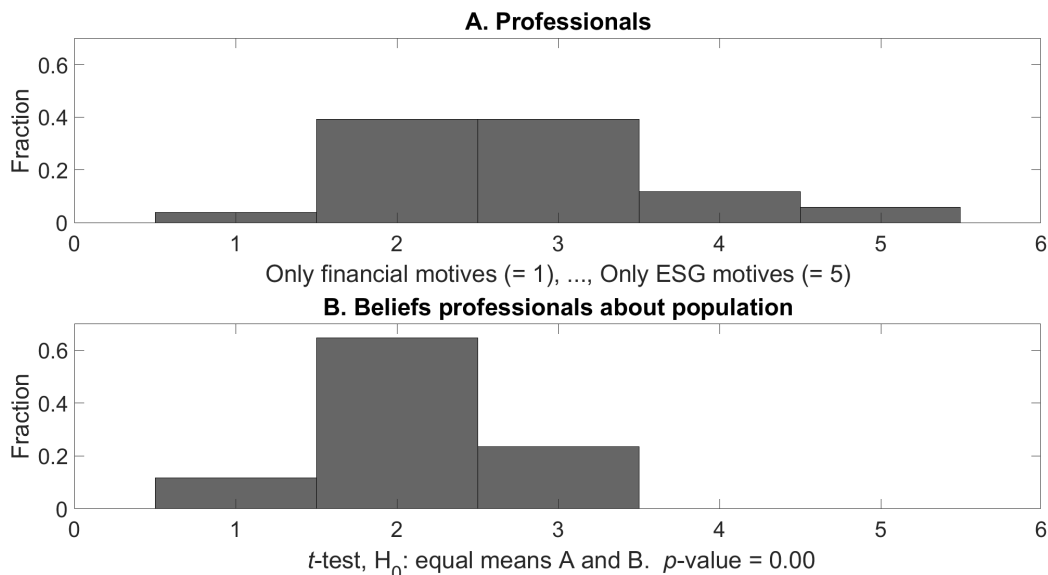 A. Professionals
0.6
0.4
0.2
0
Fraction
0 1 2 3 4 5 6
Only financial motives (= 1), ..., Only ESG motives (= 5)
B. Beliefs professionals about population
0.6
0.4
0.2
0
Fraction
0 1 2 3 4 5 6
t-test, H0: equal means A and B. p-value = 0.00